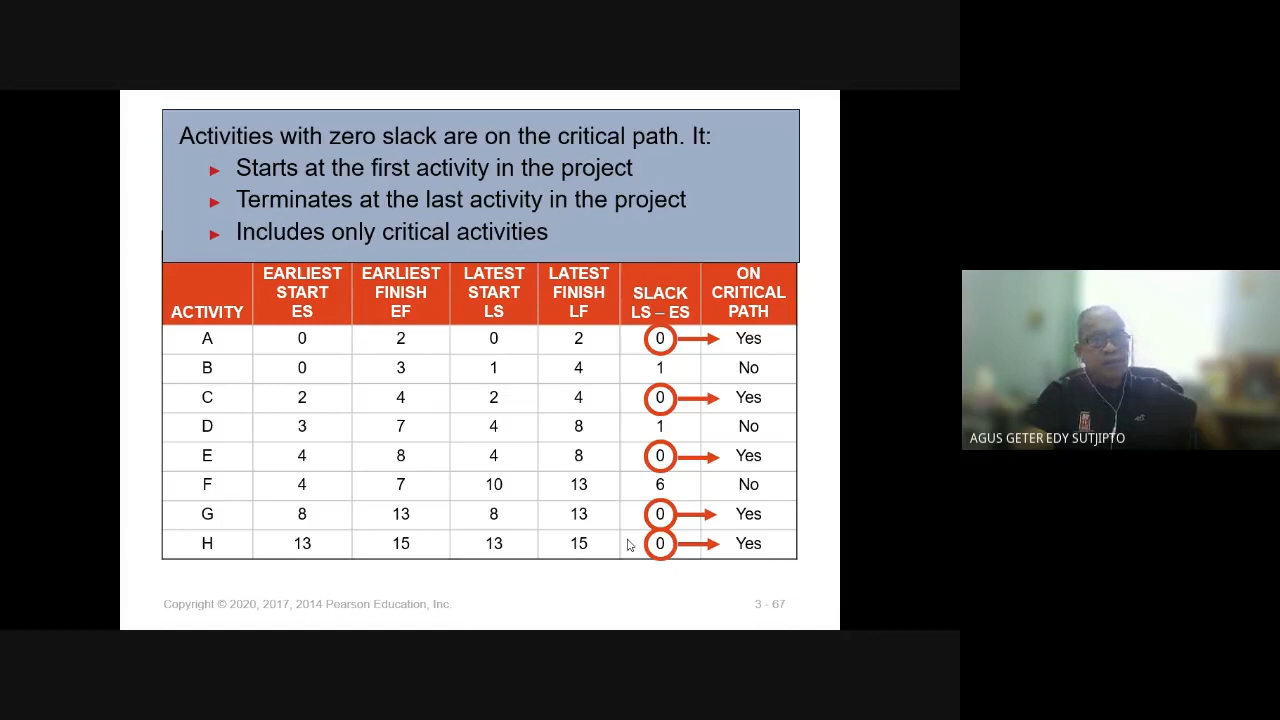 Activities with zero slack are on the critical path. It:
► Starts at the first activity in the project
► Terminates at the last activity in the project
► Includes only critical activities
ACTIVITY EARLIEST START ES EARLIEST FINISH EF LATEST START LS LATEST FINISH LF SLACK LS – ES ON CRITICAL PATH
A 0 2 0 2 0 Yes
B 0 3 1 4 1 No
C 2 4 2 4 0 Yes
D 3 7 4 8 1 No
E 4 8 4 8 0 Yes
F 4 7 10 13 6 No
G 8 13 8 13 0 Yes
H 13 15 13 15 0 Yes
Copyright © 2020, 2017, 2014 Pearson Education, Inc. 3 - 67
AGUS GETER EDY SUTJIPTO